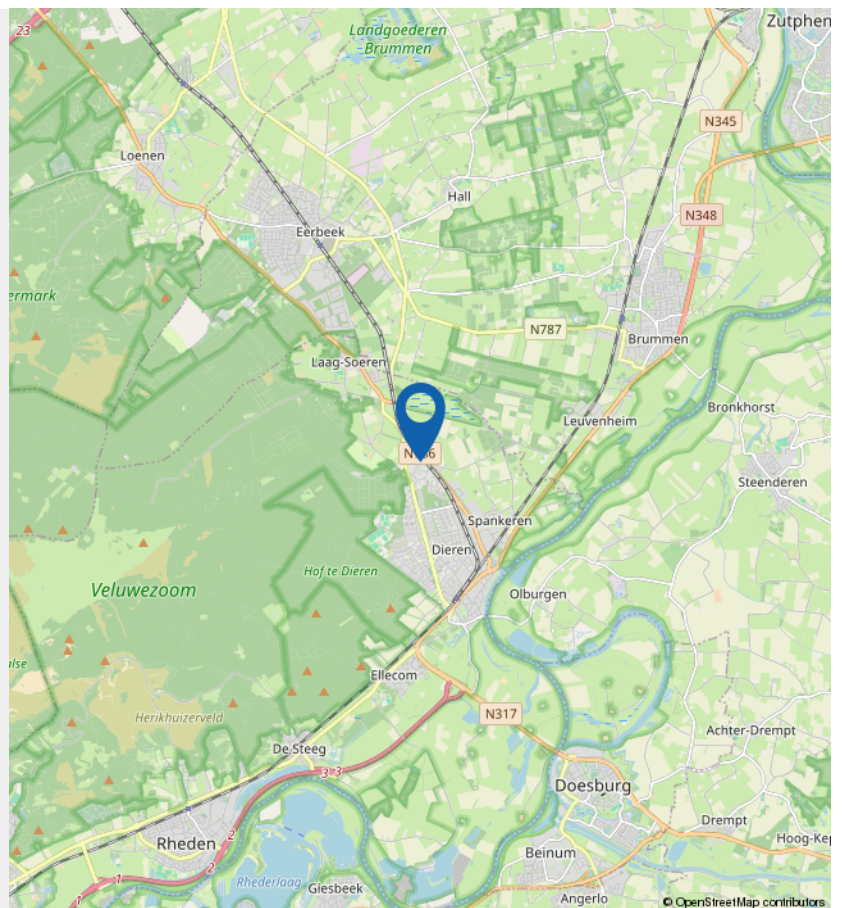 Zutphen
23
Landgoederen
Brummen
N345
Loenen
Hall
N348
Eerbeek
N787
Brummen
Laag-Soeren
Bronkhorst
Leuvenheim
Steenderen
Spankeren
Dieren
Hof te Dieren
Veluwezoom
Olburgen
Ellecom
Herikhuizerveld
N317
Achter-Drempt
De Steeg
3 3
Doesburg
Drempt
2
Hoog-Kep
Rheden
Beinum
2
Rhederlaag
1
Giesbeek
1
Angerlo
© OpenStreetMap contributors